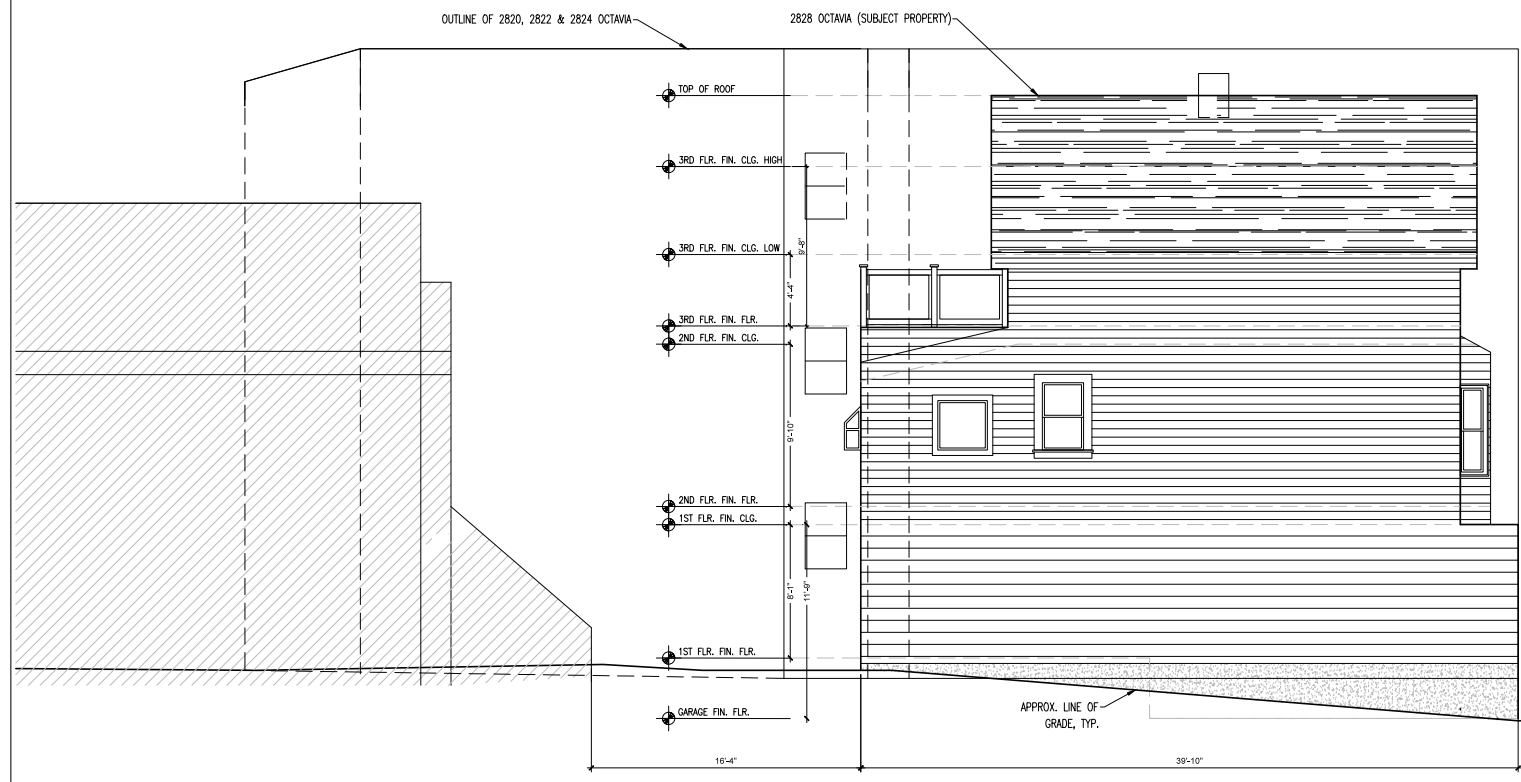 OUTLINE OF 2820, 2822 & 2824 OCTAVIA
2828 OCTAVIA (SUBJECT PROPERTY)
TOP OF ROOF
3RD FLR. FIN. CLG. HIGH
3RD FLR. FIN. CLG. LOW
9'-8"
4'-4"
3RD FLR. FIN. FLR.
2ND FLR. FIN. CLG.
9'-10"
2ND FLR. FIN. FLR.
1ST FLR. FIN. CLG.
8'-1"
11'-9"
1ST FLR. FIN. FLR.
GARAGE FIN. FLR.
APPROX. LINE OF
GRADE, TYP.
16'-4"
39'-10"